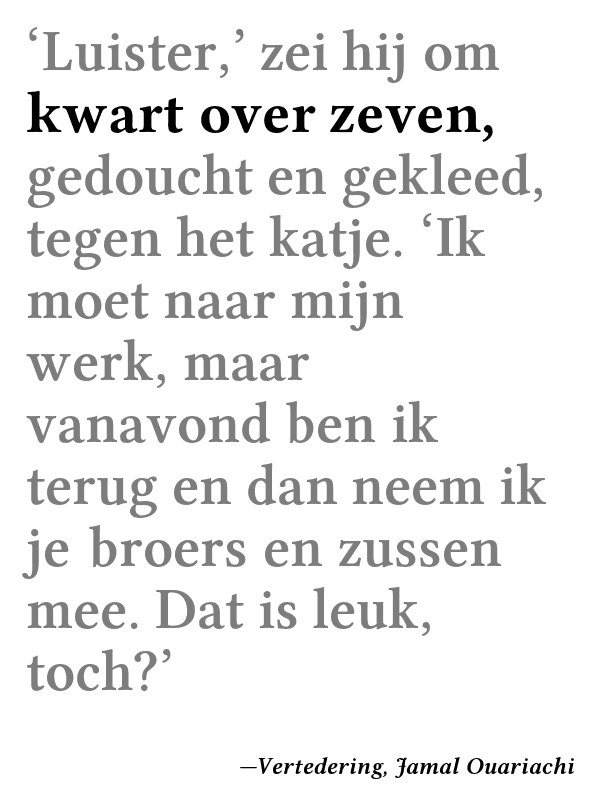 ‘Luister,’ zei hij om
kwart over zeven,
gedoucht en gekleed,
tegen het katje. ‘Ik
moet naar mijn
werk, maar
vanavond ben ik
terug en dan neem ik
je broers en zussen
mee. Dat is leuk,
toch?’
—Vertedering, Jamal Ouariachi